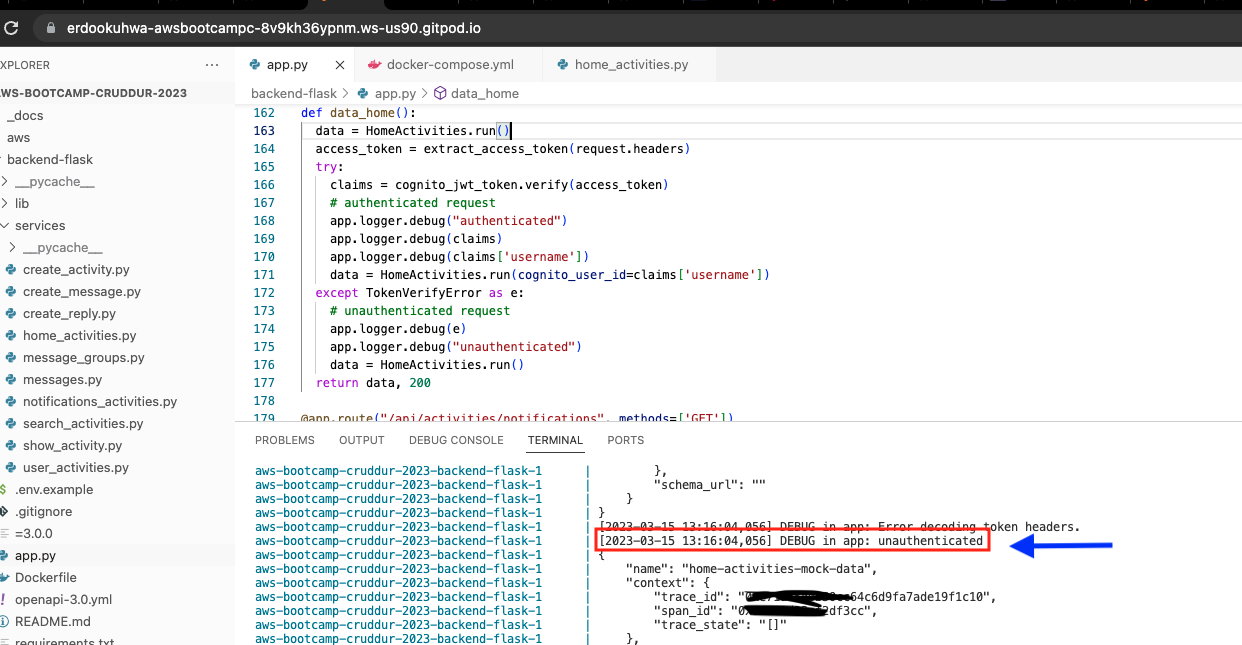 erdookuhwa-awsbootcampc-8v9kh36ypnm.ws-us90.gitpod.io
XPLORER ···
app.py × docker-compose.yml home_activities.py
WS-BOOTCAMP-CRUDDUR-2023
backend-flask > app.py > data_home
_docs
aws
backend-flask
__pycache__
lib
services
__pycache__
create_activity.py
create_message.py
create_reply.py
home_activities.py
message_groups.py
messages.py
notifications_activities.py
search_activities.py
show_activity.py
user_activities.py
$ .env.example
.gitignore
=3.0.0
app.py
Dockerfile
! openapi-3.0.yml
README.md
requirements.txt
162 def data_home():
163 data = HomeActivities.run()
164 access_token = extract_access_token(request.headers)
165 try:
166 claims = cognito_jwt_token.verify(access_token)
167 # authenticated request
168 app.logger.debug("authenticated")
169 app.logger.debug(claims)
170 app.logger.debug(claims['username'])
171 data = HomeActivities.run(cognito_user_id=claims['username'])
172 except TokenVerifyError as e:
173 # unauthenticated request
174 app.logger.debug(e)
175 app.logger.debug("unauthenticated")
176 data = HomeActivities.run()
177 return data, 200
178
179 @app.route("/api/activities/notifications", methods=['GET'])
PROBLEMS OUTPUT DEBUG CONSOLE TERMINAL PORTS
aws-bootcamp-cruddur-2023-backend-flask-1 | },
aws-bootcamp-cruddur-2023-backend-flask-1 | "schema_url": ""
aws-bootcamp-cruddur-2023-backend-flask-1 | }
aws-bootcamp-cruddur-2023-backend-flask-1 | }
aws-bootcamp-cruddur-2023-backend-flask-1 | [2023-03-15 13:16:04,056] DEBUG in app: Error decoding token headers.
aws-bootcamp-cruddur-2023-backend-flask-1 | [2023-03-15 13:16:04,056] DEBUG in app: unauthenticated
aws-bootcamp-cruddur-2023-backend-flask-1 | {
aws-bootcamp-cruddur-2023-backend-flask-1 | "name": "home-activities-mock-data",
aws-bootcamp-cruddur-2023-backend-flask-1 | "context": {
aws-bootcamp-cruddur-2023-backend-flask-1 | "trace_id": 64c6d9fa7ade19f1c10",
aws-bootcamp-cruddur-2023-backend-flask-1 | "span_id": 2df3cc",
aws-bootcamp-cruddur-2023-backend-flask-1 | "trace_state": "[]"
aws-bootcamp-cruddur-2023-backend-flask-1 | },